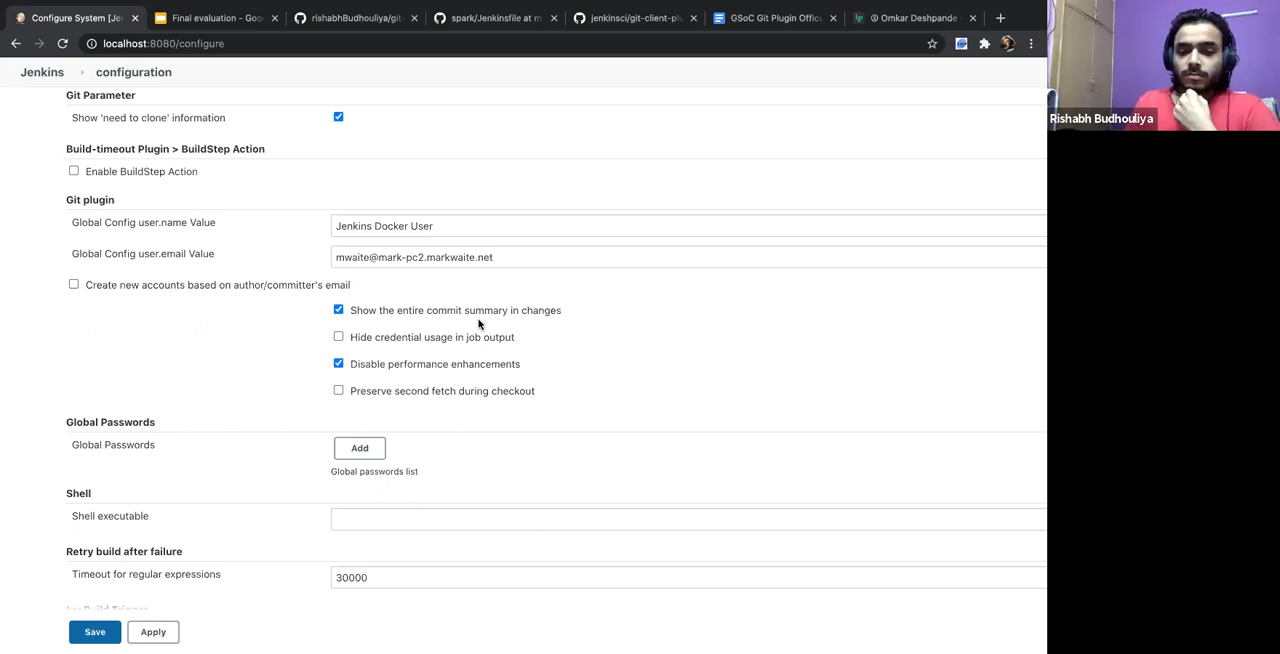 Configure System [Je
Final evaluation - Goo
rishabhBudhouliya/git-
spark/Jenkinsfile at m
jenkinsci/git-client-plu
GSoC Git Plugin Offic
Omkar Deshpande
localhost:8080/configure
Jenkins
configuration
Git Parameter
Show 'need to clone' information
Build-timeout Plugin > BuildStep Action
Enable BuildStep Action
Git plugin
Global Config user.name Value
Jenkins Docker User
Global Config user.email Value
mwaite@mark-pc2.markwaite.net
Create new accounts based on author/committer's email
Show the entire commit summary in changes
Hide credential usage in job output
Disable performance enhancements
Preserve second fetch during checkout
Global Passwords
Global Passwords
Add
Global passwords list
Shell
Shell executable
Retry build after failure
Timeout for regular expressions
30000
Ivy Build Trigger
Save
Apply
Rishabh Budhouliya